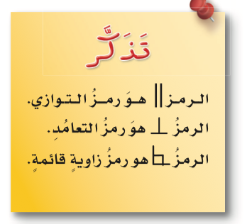 تَذَكَّر
الرمز || هوَ رمزُ التوازي.
الرمزُ ⊥ هوَ رمزُ التعامُدِ.
الرمزُ ∟ هو رمزُ زاويةٍ قائمةٍ.